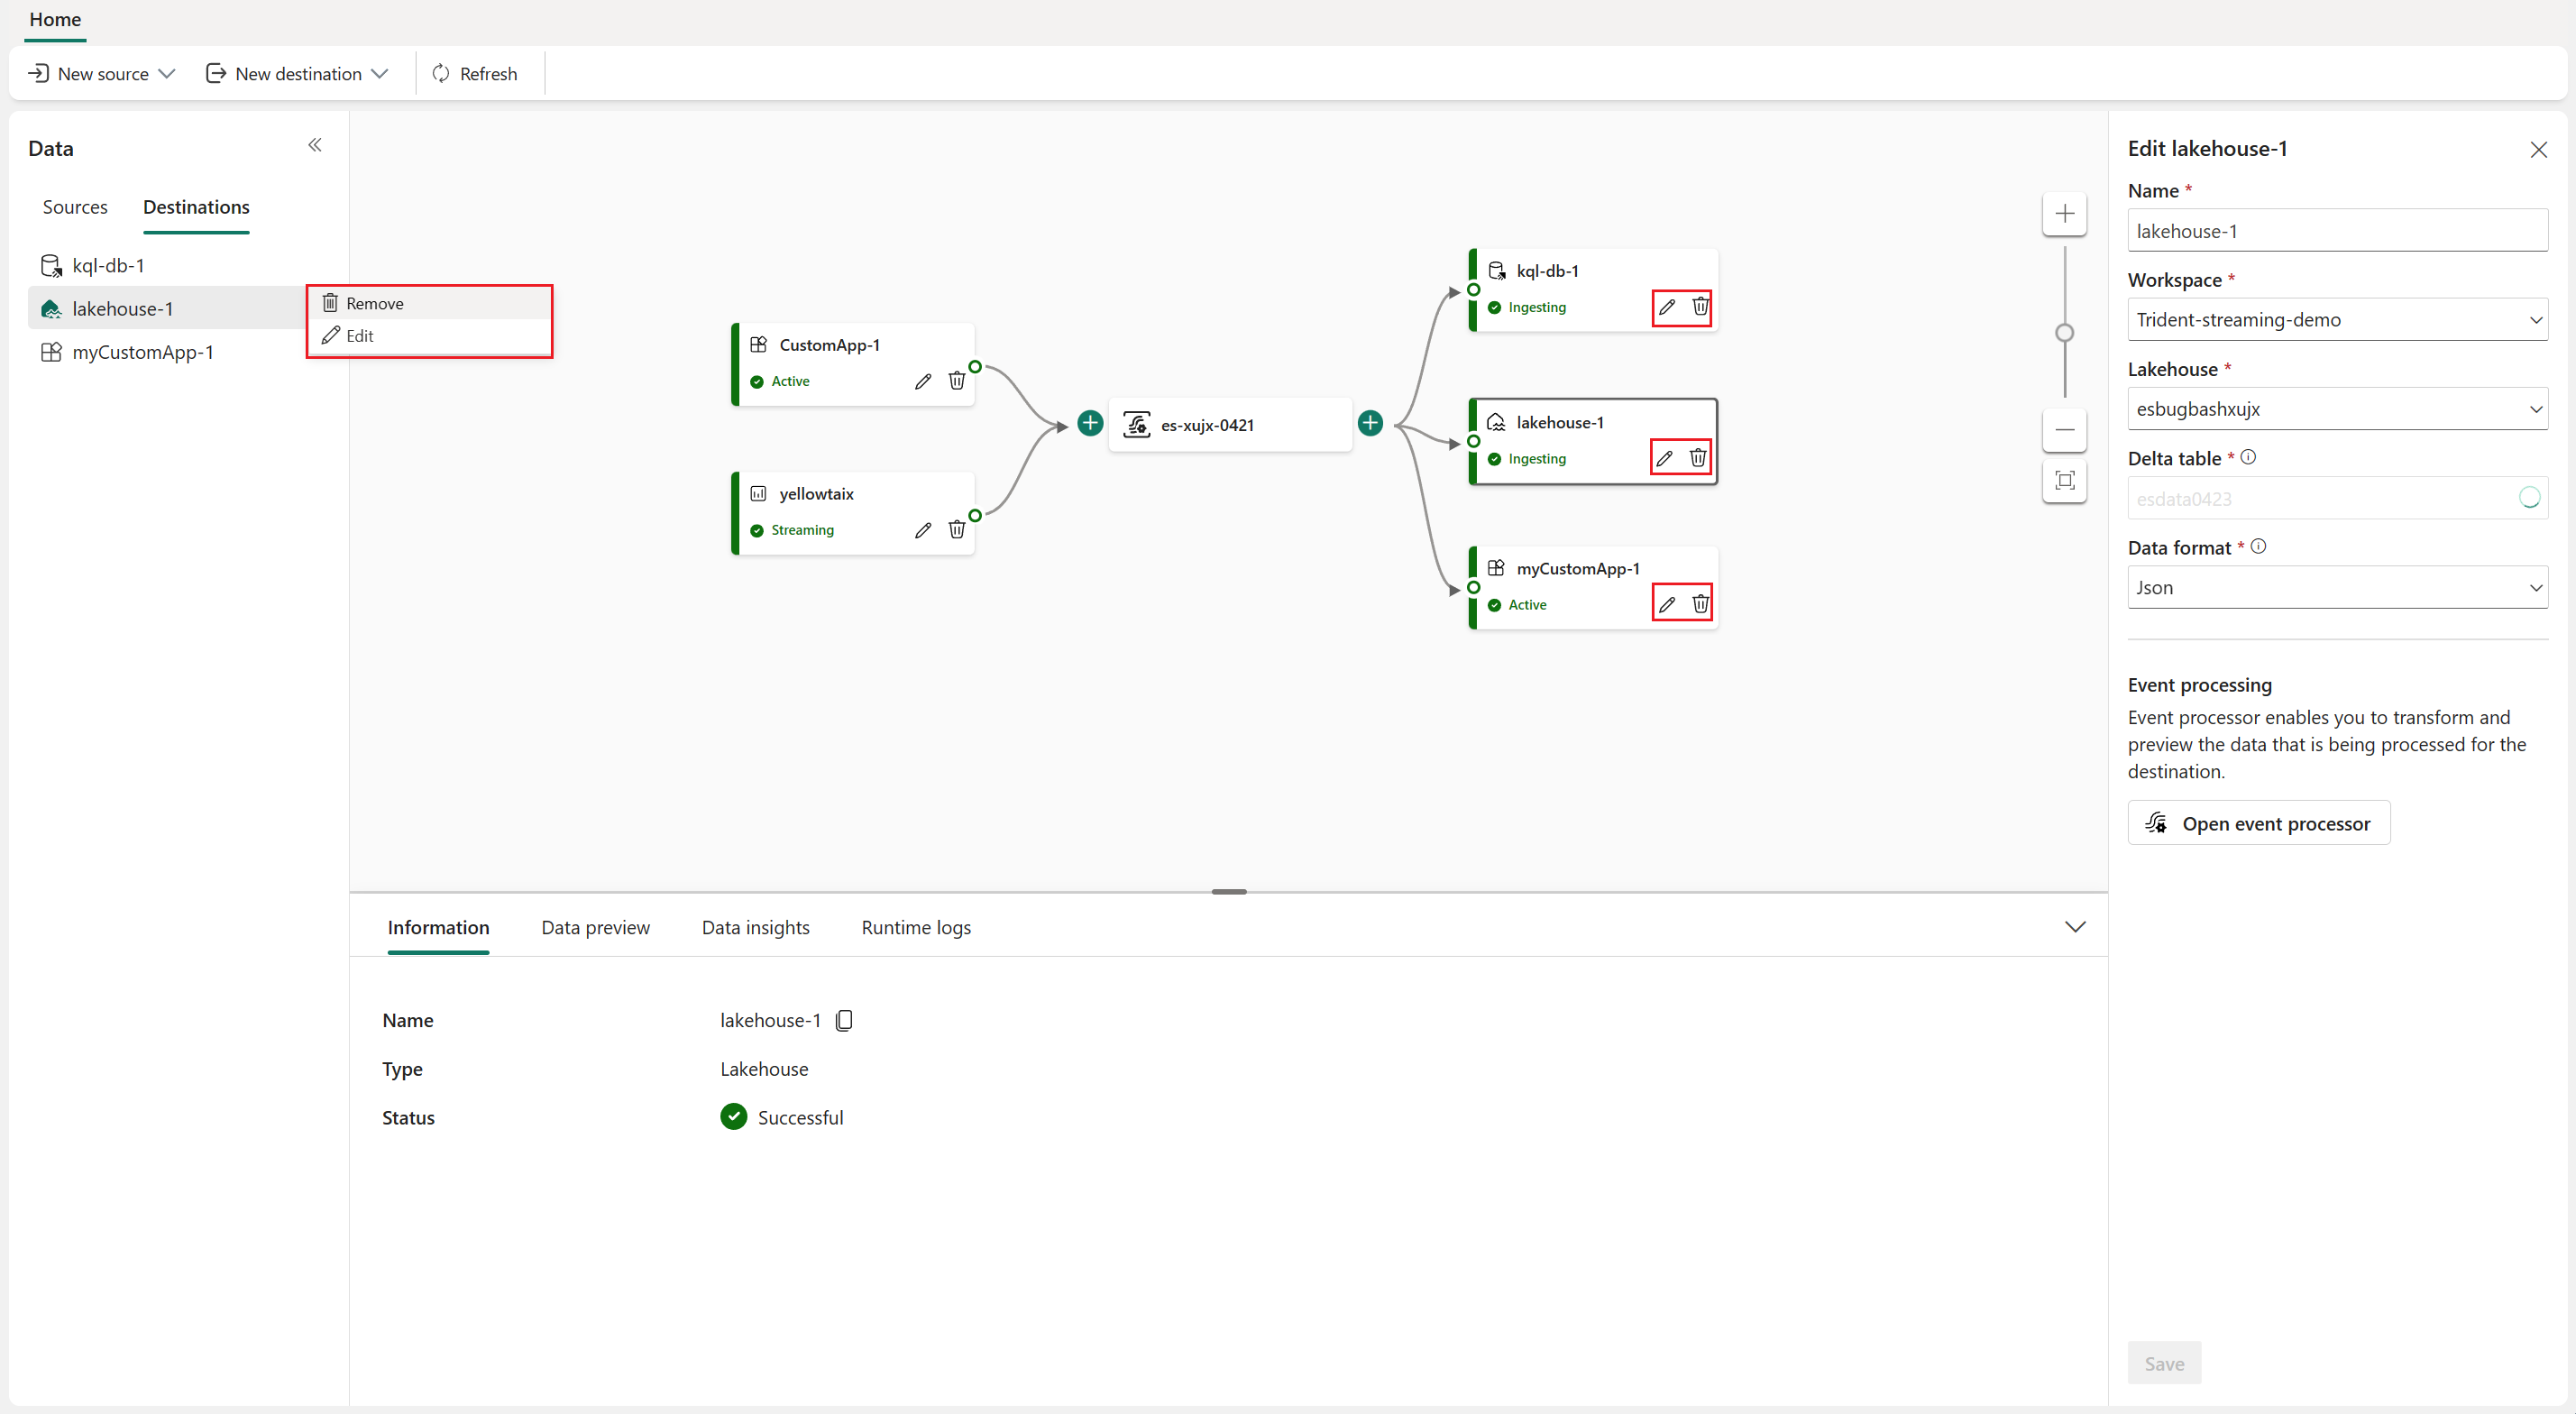 Home
New source
New destination
Refresh
Data
Sources
Destinations
kql-db-1
lakehouse-1
myCustomApp-1
Remove
Edit
CustomApp-1
Active
yellowtaix
Streaming
es-xujx-0421
kql-db-1
Ingesting
lakehouse-1
Ingesting
myCustomApp-1
Active
Information
Data preview
Data insights
Runtime logs
Name
lakehouse-1
Type
Lakehouse
Status
Successful
Edit lakehouse-1
Name *
lakehouse-1
Workspace *
Trident-streaming-demo
Lakehouse *
esbugbashxujx
Delta table *
esdata0423
Data format *
Json
Event processing
Event processor enables you to transform and
preview the data that is being processed for the
destination.
Open event processor
Save